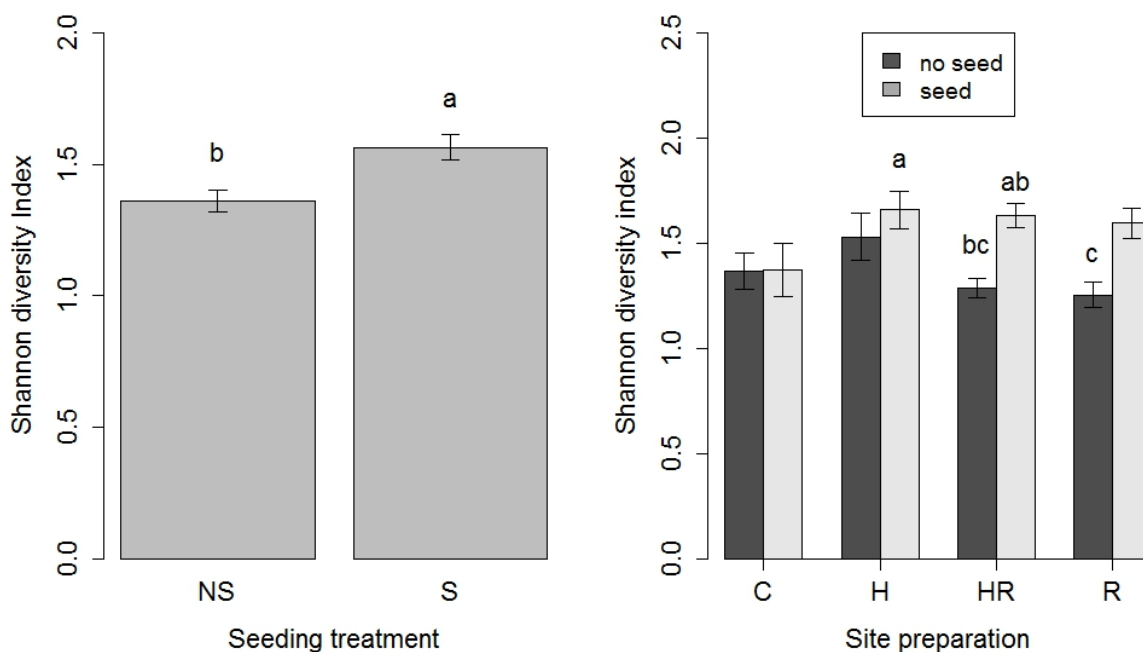 Shannon diversity Index
2.0
1.5
1.0
0.5
0.0
b
a
NS
S
Seeding treatment
Shannon diversity index
2.5
2.0
1.5
1.0
0.5
0.0
no seed
seed
a
ab
bc
c
C
H
HR
R
Site preparation